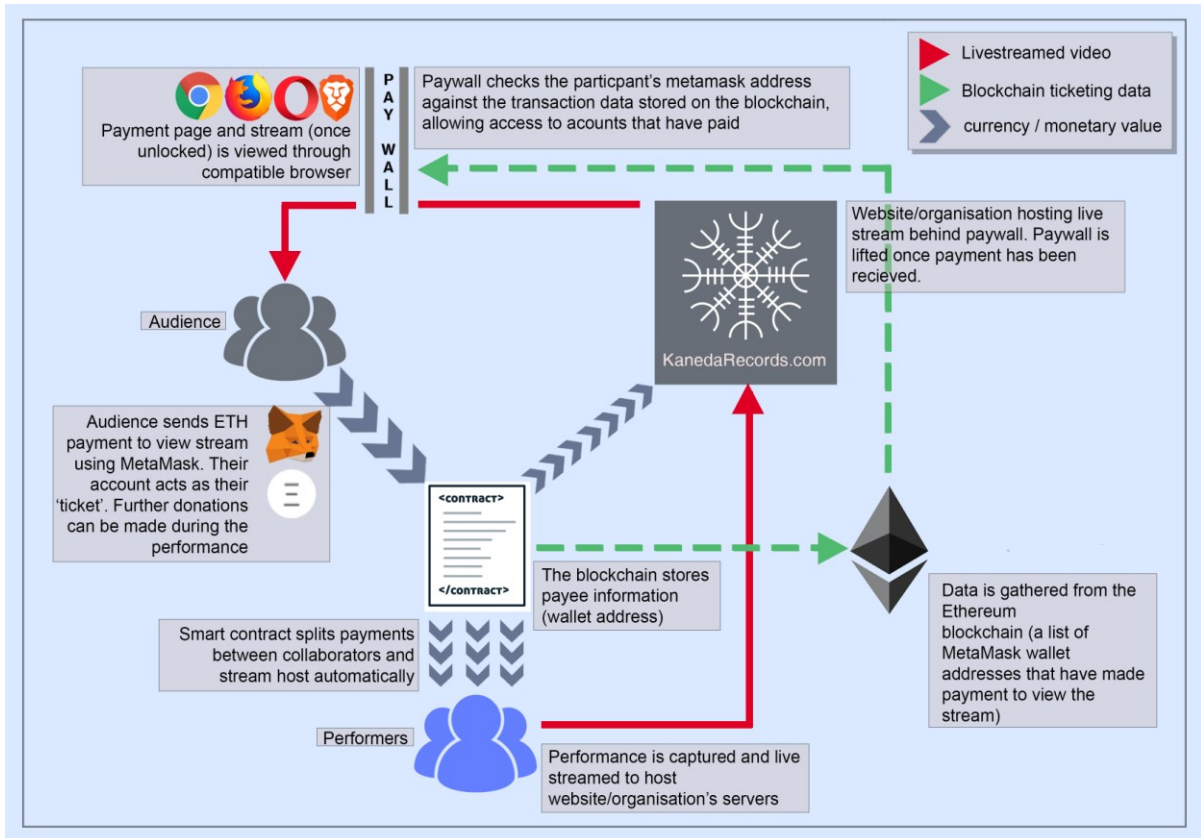 Livestreamed video
Blockchain ticketing data
currency / monetary value
PAY WALL
Payment page and stream (once
unlocked) is viewed through
compatible browser
Paywall checks the particpant's metamask address
against the transaction data stored on the blockchain,
allowing access to acounts that have paid
Website/organisation hosting live
stream behind paywall. Paywall is
lifted once payment has been
recieved.
KanedaRecords.com
Audience
Audience sends ETH
payment to view stream
using MetaMask. Their
account acts as their
‘ticket’. Further donations
can be made during the
performance
<contract>
</contract>
The blockchain stores
payee information
(wallet address)
Data is gathered from the
Ethereum
blockchain (a list of
MetaMask wallet
addresses that have made
payment to view the
stream)
Smart contract splits payments
between collaborators and
stream host automatically
Performers
Performance is captured and live
streamed to host
website/organisation's servers